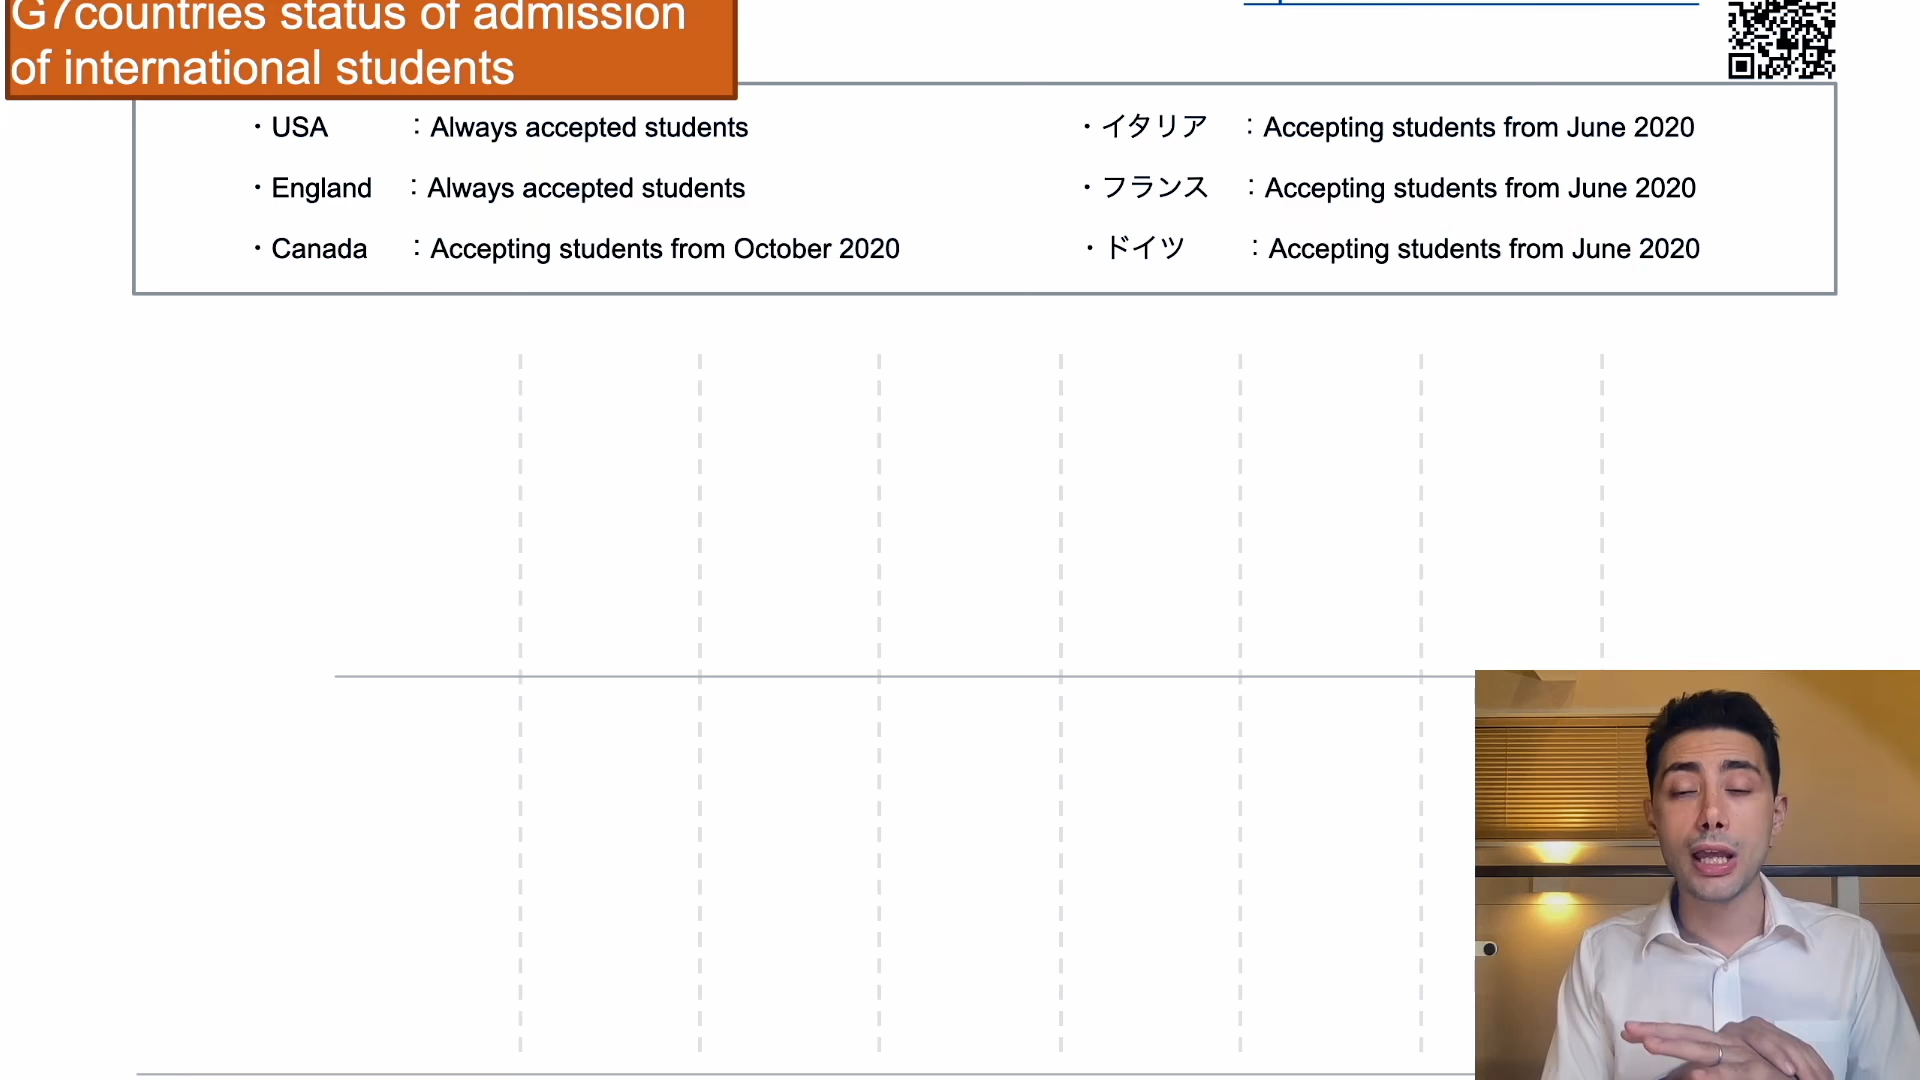 G7countries status of admission
of international students
・USA ：Always accepted students
・England ：Always accepted students
・Canada ：Accepting students from October 2020
・イタリア ：Accepting students from June 2020
・フランス ：Accepting students from June 2020
・ドイツ ：Accepting students from June 2020